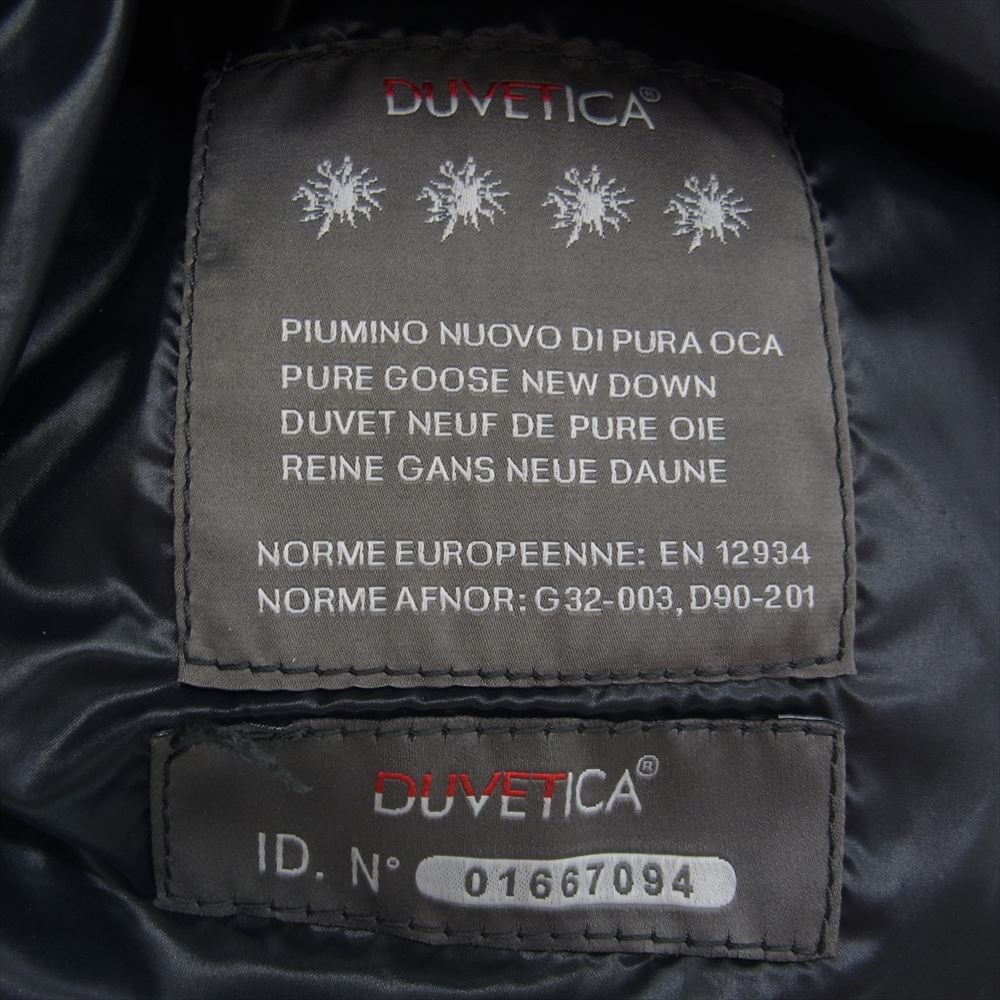 DUVETICA®
PIUMINO NUOVO DI PURA OCA
PURE GOOSE NEW DOWN
DUVET NEUF DE PURE OIE
REINE GANS NEUE DAUNE
NORME EUROPEENNE: EN 12934
NORME AFNOR: G32-003, D90-201
DUVETICA®
ID. N° 01667094